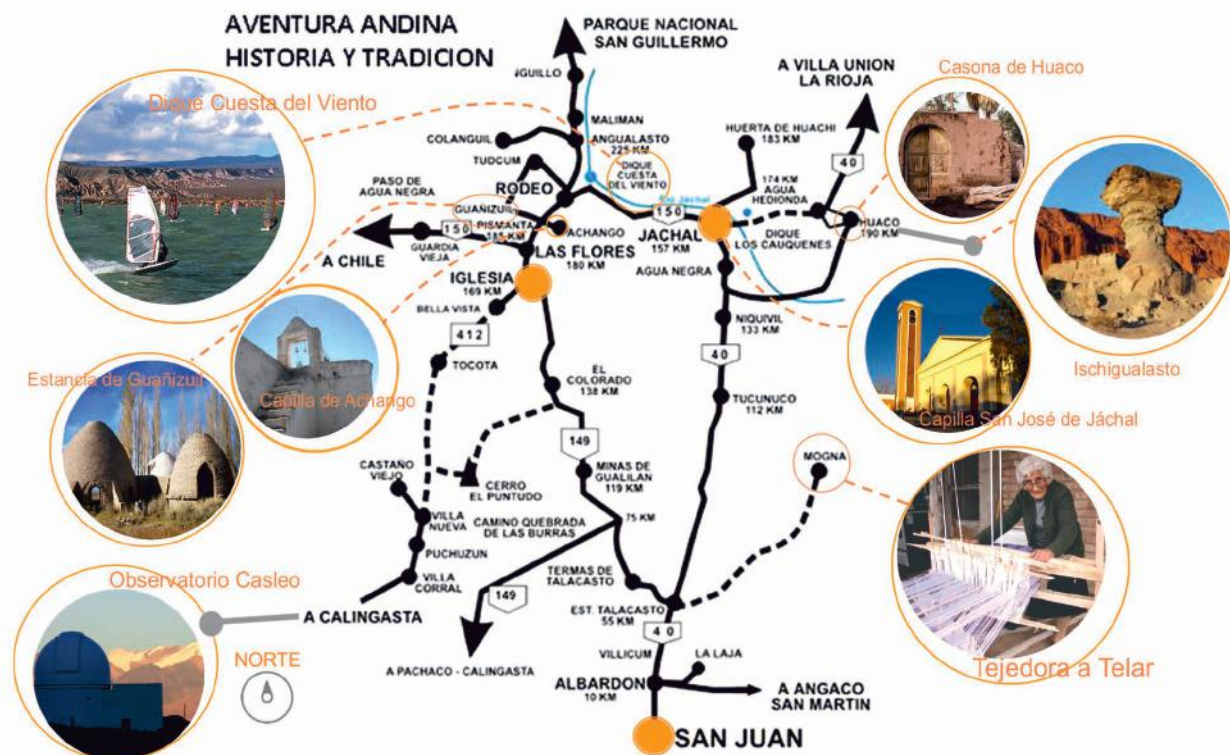 AVENTURA ANDINA
HISTORIA Y TRADICION
PARQUE NACIONAL
SAN GUILLERMO
A VILLA UNION
LA RIOJA
Casona de Huaco
Dique Cuesta del Viento
IGUILLO
MALIMAN
COLANGUIL
ANGUALASTO
225 KM
HUERTA DE HUACHI
183 KM
40
TUDCUM
DIQUE
CUESTA
DEL VIENTO
PASO DE
AGUA NEGRA
RODEO
174 KM
AGUA
HEDIONDA
Rio Jáchal
GUAÑIZUIL
150
PISMANTA
185 KM
ACHANGO
150
JACHAL
157 KM
DIQUE
LOS CAUQUENES
HUACO
190 KM
GUARDIA
VIEJA
A CHILE
LAS FLORES
180 KM
AGUA NEGRA
IGLESIA
169 KM
BELLA VISTA
NIQUIVIL
133 KM
412
40
TOCOTA
Ischigualasto
Estancia de Guañizuil
Capilla de Achango
EL
COLORADO
138 KM
TUCUNUCO
112 KM
Capilla San José de Jáchal
149
MOGNA
CASTAÑO
VIEJO
CERRO
EL PUNTUDO
MINAS DE
GUALILAN
119 KM
VILLA
NUEVA
CAMINO QUEBRADA
DE LAS BURRAS
75 KM
PUCHUZUN
TERMAS DE
TALACASTO
Observatorio Casleo
VILLA
CORRAL
149
EST. TALACASTO
55 KM
A CALINGASTA
40
NORTE
VILLICUM
LA LAJA
Tejedora a Telar
A PACHACO - CALINGASTA
ALBARDON
10 KM
A ANGACO
SAN MARTIN
SAN JUAN